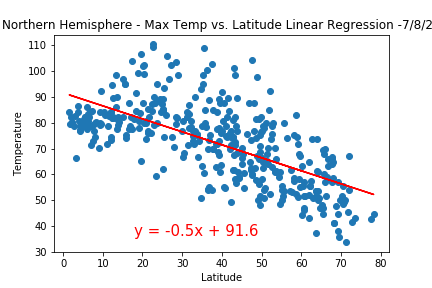 Northern Hemisphere - Max Temp vs. Latitude Linear Regression -7/8/2
110
100
90
80
70
60
50
40
30
Temperature
y = -0.5x + 91.6
0 10 20 30 40 50 60 70 80
Latitude